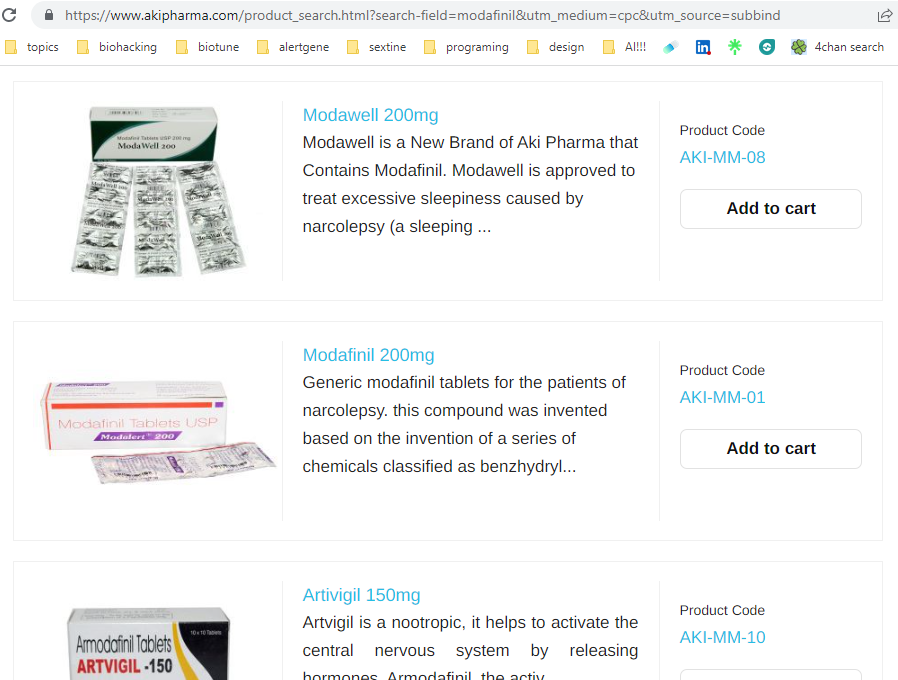 https://www.akipharma.com/product_search.html?search-field=modafinil&utm_medium=cpc&utm_source=subbind
topics biohacking biotune alertgene sextine programing design AI!!! in 4chan search
Modafinil Tablets USP 200 mg
ModaWell 200
Modawell 200mg
Modawell is a New Brand of Aki Pharma that
Contains Modafinil. Modawell is approved to
treat excessive sleepiness caused by
narcolepsy (a sleeping ...
Product Code
AKI-MM-08
Add to cart
Modafinil Tablets USP
Modalert 200
Modafinil 200mg
Generic modafinil tablets for the patients of
narcolepsy. this compound was invented
based on the invention of a series of
chemicals classified as benzhydryl...
Product Code
AKI-MM-01
Add to cart
10 x 10 Tablets
Armodafinil Tablets
ARTVIGIL -150
Artivigil 150mg
Artvigil is a nootropic, it helps to activate the
central nervous system by releasing
hormones. Armodafinil, the activ
Product Code
AKI-MM-10